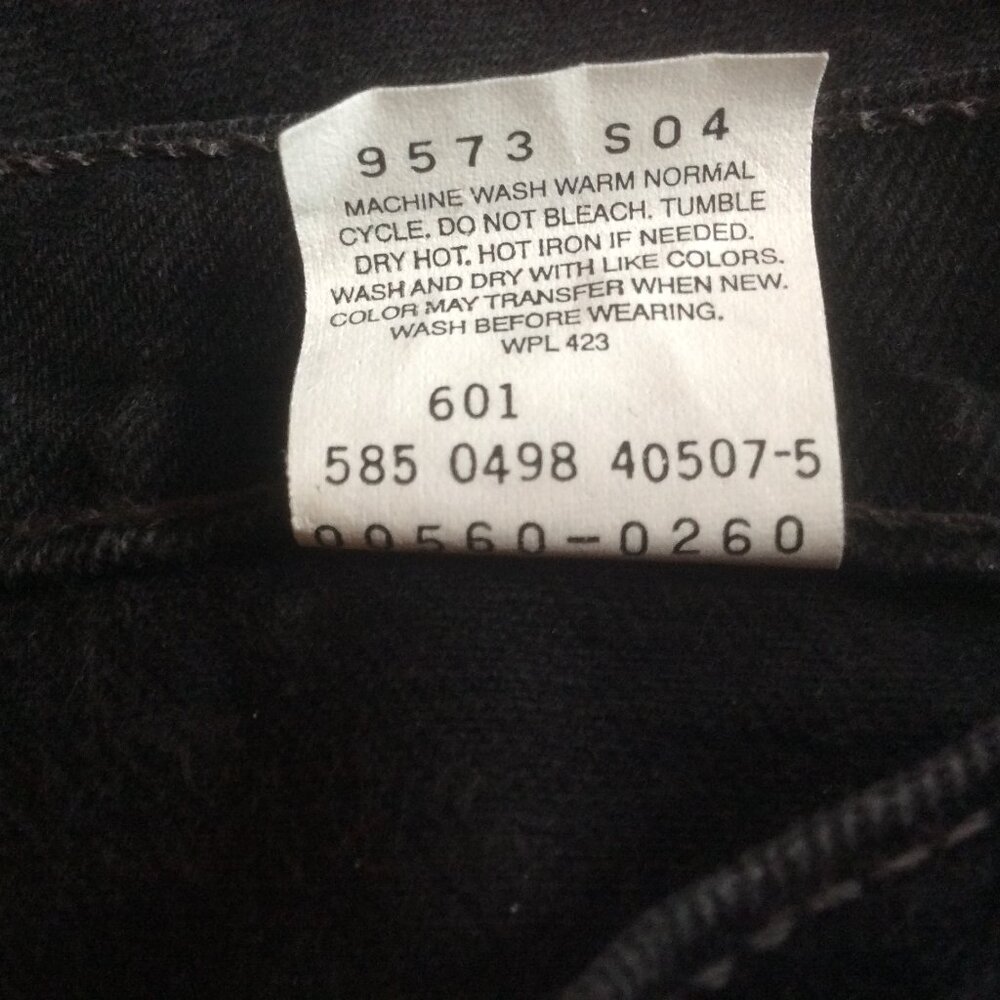 9573 S04
MACHINE WASH WARM NORMAL
CYCLE. DO NOT BLEACH. TUMBLE
DRY HOT. HOT IRON IF NEEDED.
WASH AND DRY WITH LIKE COLORS.
COLOR MAY TRANSFER WHEN NEW.
WASH BEFORE WEARING.
WPL 423
601
585 0498 40507-5
00560-0260